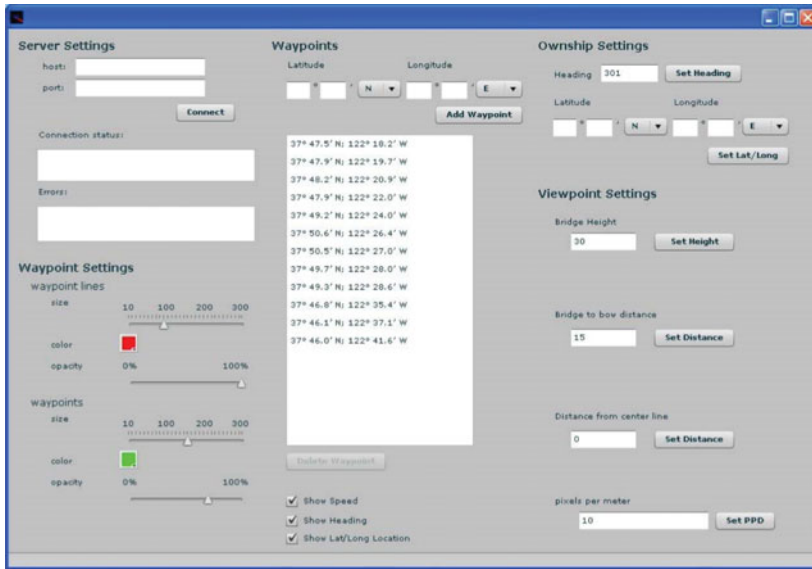 Server Settings
host:
port:
Connect
Connection status:
Errors:
Waypoint Settings
waypoint lines
size
10 100 200 300
color
opacity
0% 100%
waypoints
size
10 100 200 300
color
opacity
0% 100%
Waypoints
Latitude Longitude
° ' N ° ' E
Add Waypoint
37° 47.5' N; 122° 18.2' W
37° 47.9' N; 122° 19.7' W
37° 48.2' N; 122° 20.9' W
37° 47.9' N; 122° 22.0' W
37° 49.2' N; 122° 24.0' W
37° 50.6' N; 122° 26.4' W
37° 50.5' N; 122° 27.0' W
37° 49.7' N; 122° 28.0' W
37° 49.3' N; 122° 28.6' W
37° 46.8' N; 122° 35.4' W
37° 46.1' N; 122° 37.1' W
37° 46.0' N; 122° 41.6' W
Delete Waypoint
Show Speed
Show Heading
Show Lat/Long Location
Ownship Settings
Heading 301 Set Heading
Latitude Longitude
° ' N ° ' E
Set Lat/Long
Viewpoint Settings
Bridge Height
30 Set Height
Bridge to bow distance
15 Set Distance
Distance from center line
0 Set Distance
pixels per meter
10 Set PPD